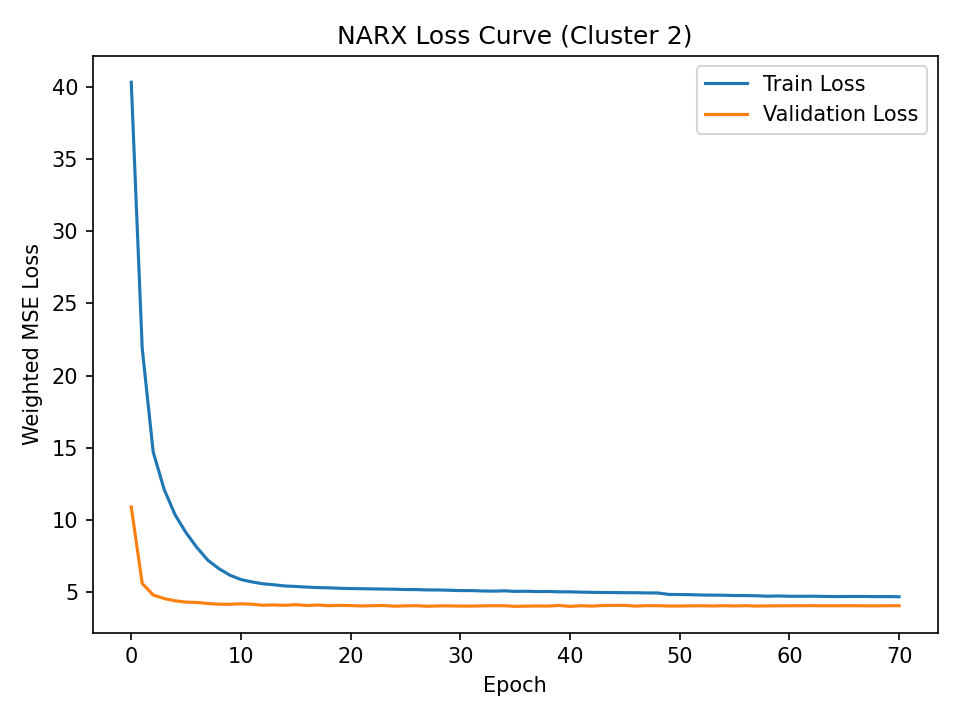 NARX Loss Curve (Cluster 2)
Train Loss
Validation Loss
Weighted MSE Loss
40
35
30
25
20
15
10
5
0 10 20 30 40 50 60 70
Epoch